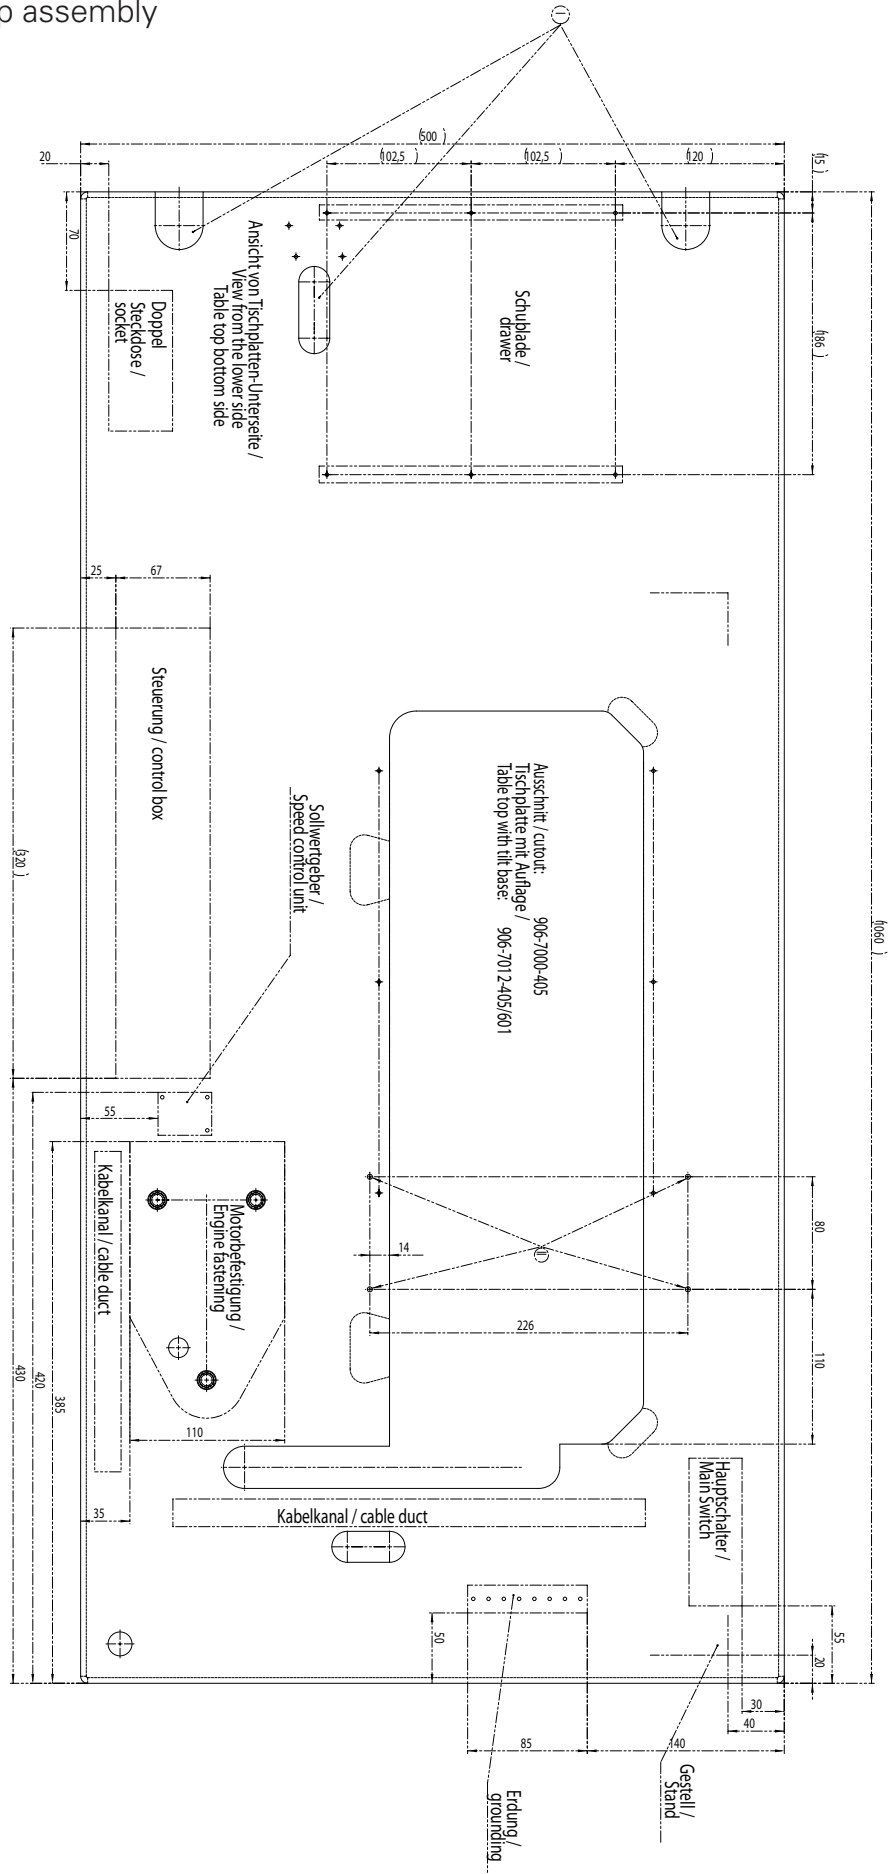 p assembly
(500)
20
(102,5)
(102,5)
(120)
(15)
70
Doppel
Steckdose /
socket
Ansicht von Tischplatten-Unterseite /
View from the lower side
Table top bottom side
Schublade /
drawer
(186)
25
67
Steuerung / control box
(320)
Sollwertgeber /
Speed control unit
Ausschnitt / cutout: 906-7000-405
Tischplatte mit Auflage /
Table top with tilt base: 906-7012-405/601
(1060)
55
Kabelkanal / cable duct
Motorbefestigung /
Engine fastening
14
226
80
110
430
420
385
110
35
Kabelkanal / cable duct
Hauptschalter /
Main Switch
50
55
20
30
40
85
140
Gestell /
Stand
Erdung /
grounding